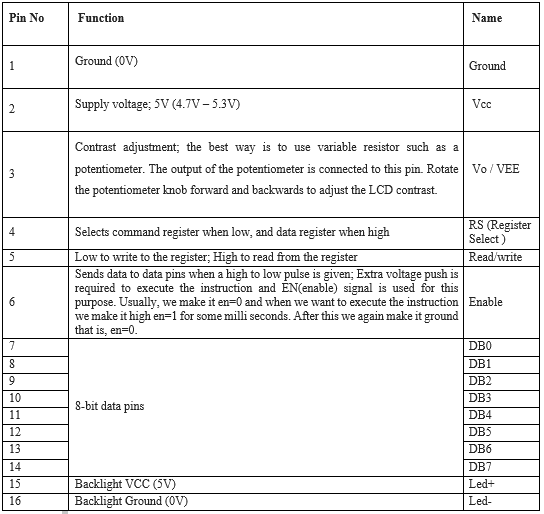 Pin No Function Name
1 Ground (0V) Ground
2 Supply voltage; 5V (4.7V – 5.3V) Vcc
Contrast adjustment; the best way is to use variable resistor such as a
3 potentiometer. The output of the potentiometer is connected to this pin. Rotate Vo / VEE
the potentiometer knob forward and backwards to adjust the LCD contrast.
4 Selects command register when low, and data register when high RS (Register
Select )
5 Low to write to the register; High to read from the register Read/write
Sends data to data pins when a high to low pulse is given; Extra voltage push is
required to execute the instruction and EN(enable) signal is used for this
6 purpose. Usually, we make it en=0 and when we want to execute the instruction Enable
we make it high en=1 for some milli seconds. After this we again make it ground
that is, en=0.
7 DB0
8 DB1
9 DB2
10 DB3
8-bit data pins
11 DB4
12 DB5
13 DB6
14 DB7
15 Backlight VCC (5V) Led+
16 Backlight Ground (0V) Led-